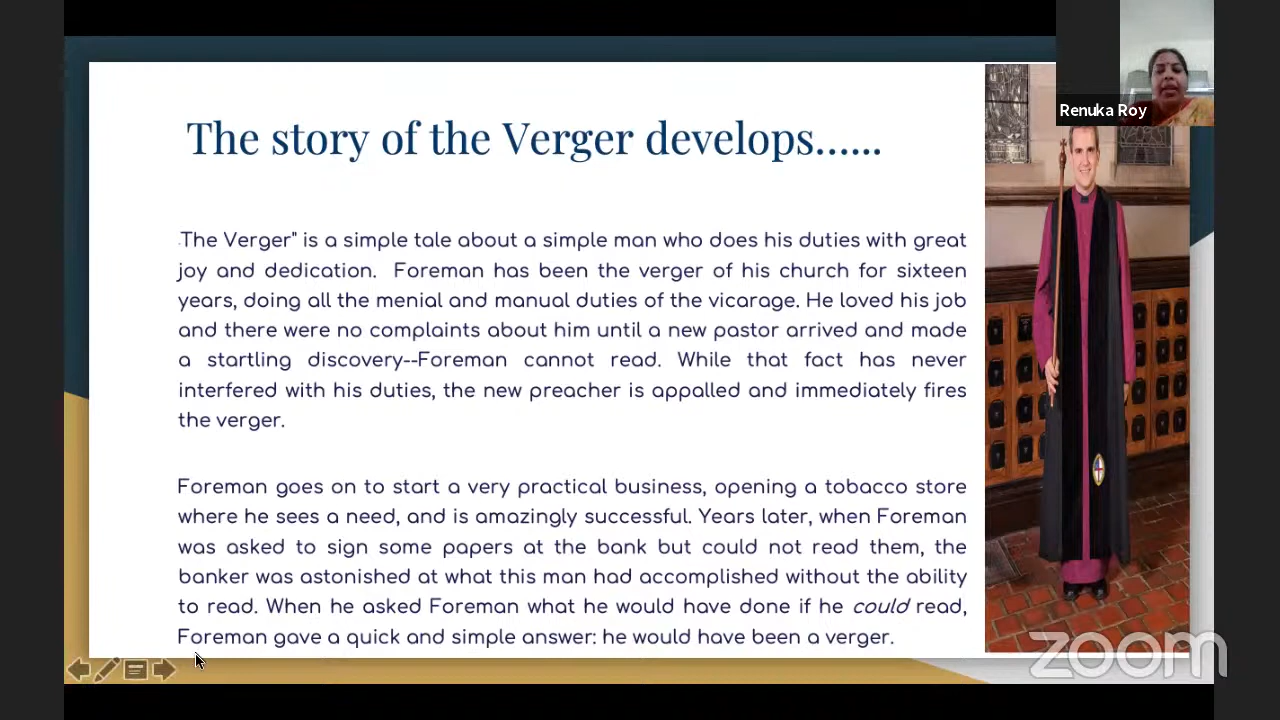 Renuka Roy
The story of the Verger develops......
.The Verger" is a simple tale about a simple man who does his duties with great
joy and dedication.  Foreman has been the verger of his church for sixteen
years, doing all the menial and manual duties of the vicarage. He loved his job
and there were no complaints about him until a new pastor arrived and made
a startling discovery--Foreman cannot read. While that fact has never
interfered with his duties, the new preacher is appalled and immediately fires
the verger.
Foreman goes on to start a very practical business, opening a tobacco store
where he sees a need, and is amazingly successful. Years later, when Foreman
was asked to sign some papers at the bank but could not read them, the
banker was astonished at what this man had accomplished without the ability
to read. When he asked Foreman what he would have done if he could read,
Foreman gave a quick and simple answer: he would have been a verger.
zoom